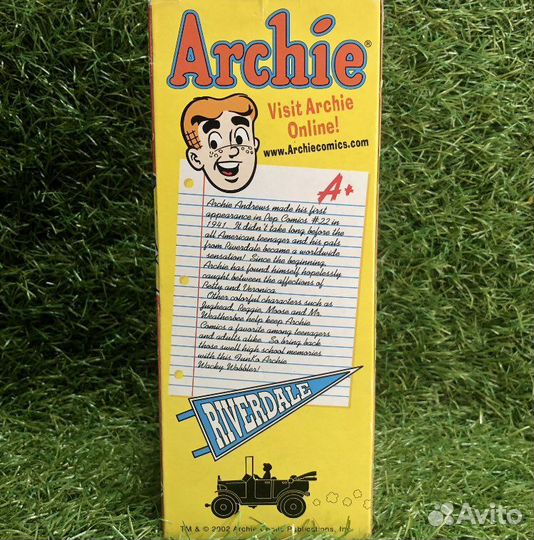 Archie®
Visit Archie
Online!
www.Archiecomics.com
A+
Archie Andrews made his first
appearance in Pep Comics #22 in
1941. It didn't take long before the
all American teenager and his pals
from Riverdale became a worldwide
sensation! Since the beginning,
Archie has found himself hopelessly
caught between the affections of
Betty and Veronica.
Other colorful characters such as
Jughead, Reggie, Moose and Mr.
Weatherbee help keep Archie
Comics a favorite among teenagers
and adults alike. So bring back
those swell high school memories
with this FunKo Archie
Wacky Wobbler!
RIVERDALE
TM & © 2002 Archie Comic Publications, Inc.
Avito